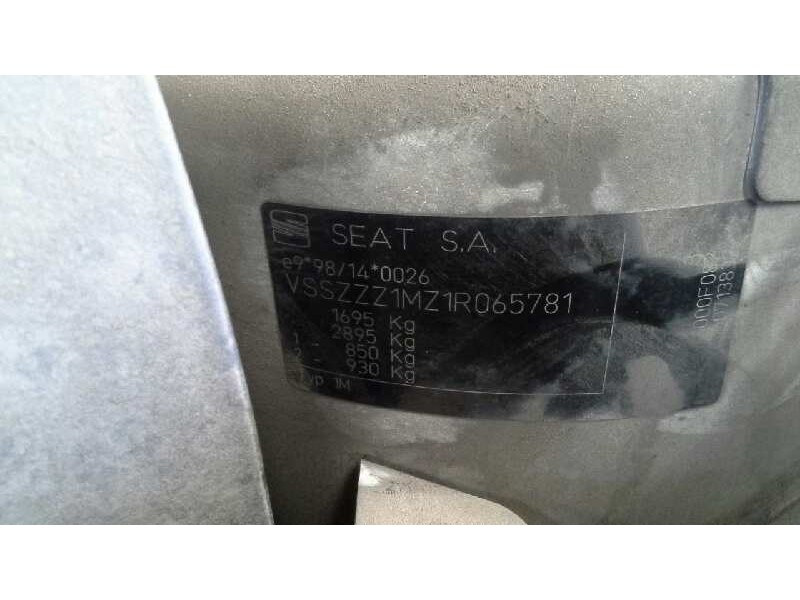 SEAT S.A.
e9*98/14*0026
VSSZZZ1MZ1R065781
1695 Kg
1 - 2895 Kg
2 - 850 Kg
930 Kg
Typ 1M